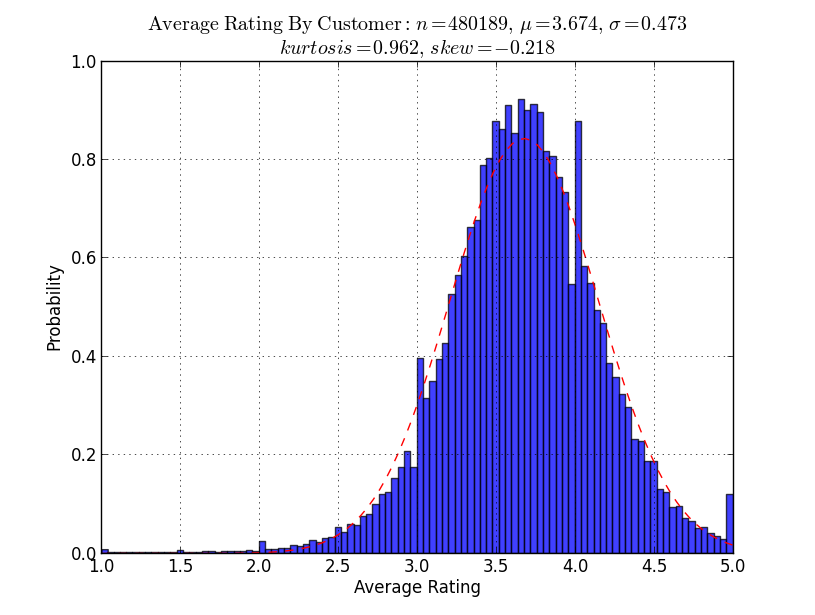 Average Rating By Customer: n=480189, μ=3.674, σ=0.473
kurtosis=0.962, skew=−0.218
1.0
0.8
0.6
0.4
0.2
0.0
Probability
1.0 1.5 2.0 2.5 3.0 3.5 4.0 4.5 5.0
Average Rating